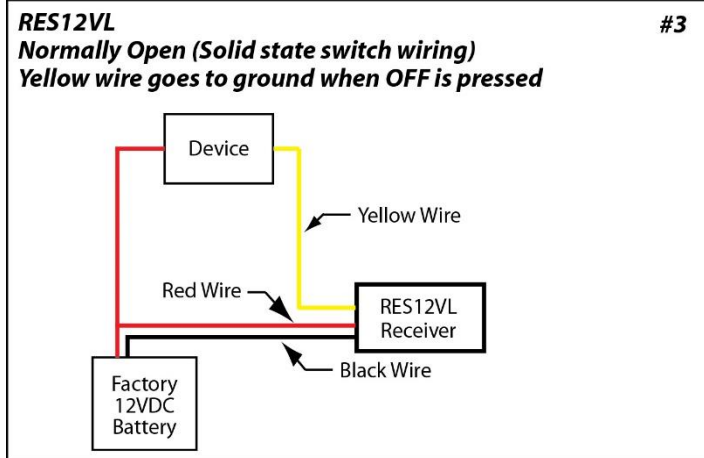 RES12VL
#3
Normally Open (Solid state switch wiring)
Yellow wire goes to ground when OFF is pressed
Device
Yellow Wire
Red Wire
RES12VL
Receiver
Black Wire
Factory
12VDC
Battery